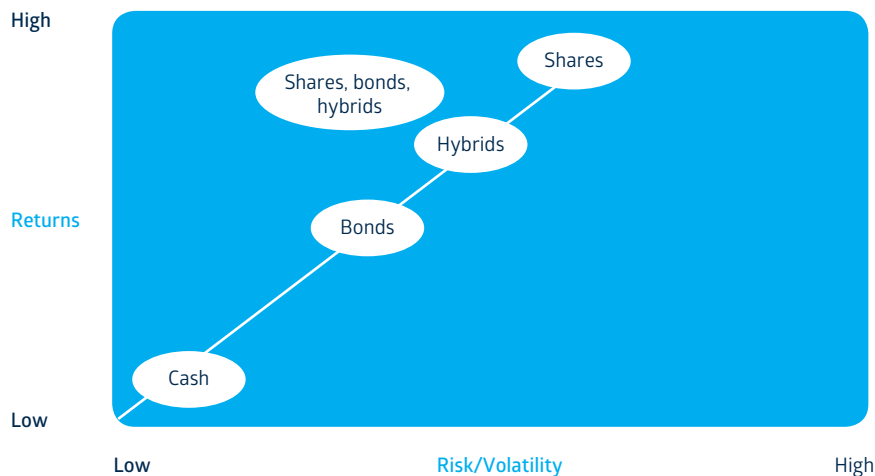 High
Shares
Shares, bonds,
hybrids
Hybrids
Returns
Bonds
Cash
Low
Low
Risk/Volatility
High